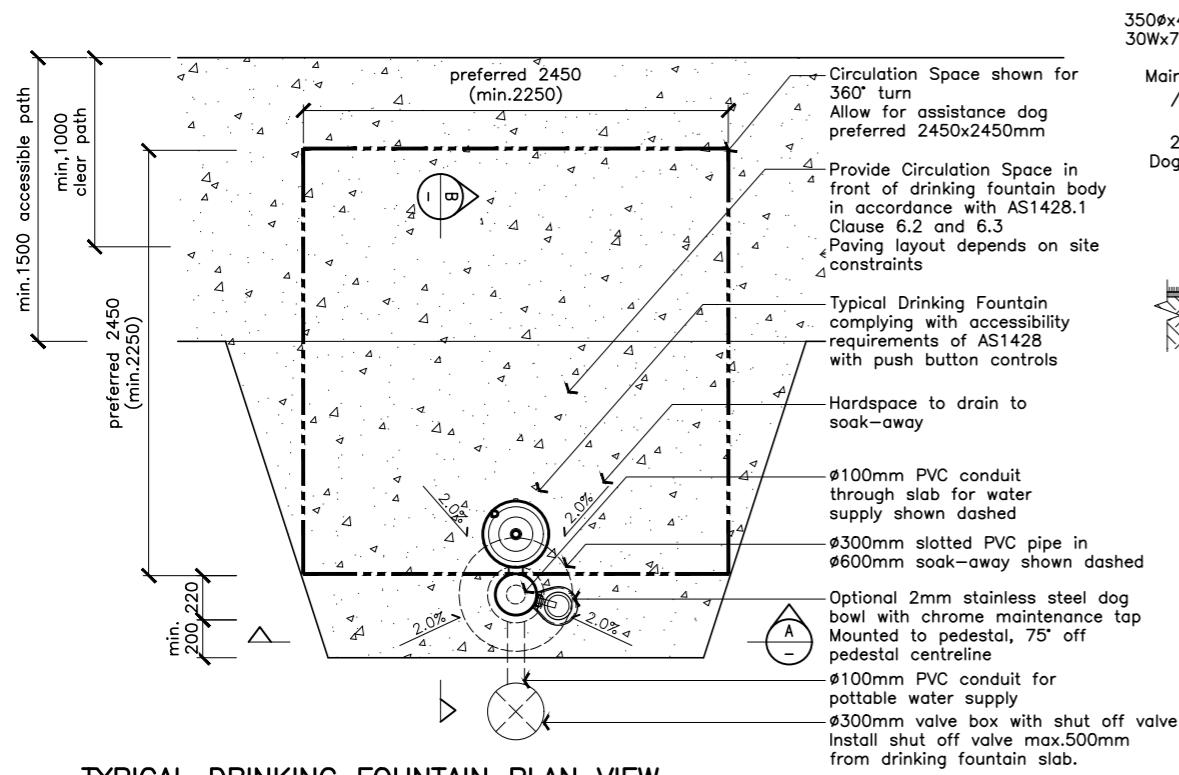 preferred 2450
(min.2250)
min.1500 accessible path
min,1000
clear path
preferred 2450
(min.2250)
220
min.
200
B
–
2.0%
2.0%
2.0%
2.0%
A
–
Circulation Space shown for
360° turn
Allow for assistance dog
preferred 2450x2450mm
Provide Circulation Space in
front of drinking fountain body
in accordance with AS1428.1
Clause 6.2 and 6.3
Paving layout depends on site
constraints
Typical Drinking Fountain
complying with accessibility
requirements of AS1428
with push button controls
Hardspace to drain to
soak–away
ø100mm PVC conduit
through slab for water
supply shown dashed
ø300mm slotted PVC pipe in
ø600mm soak–away shown dashed
Optional 2mm stainless steel dog
bowl with chrome maintenance tap
Mounted to pedestal, 75° off
pedestal centreline
ø100mm PVC conduit for
pottable water supply
ø300mm valve box with shut off valve
Install shut off valve max.500mm
from drinking fountain slab.
TYPICAL DRINKING FOUNTAIN PLAN VIEW